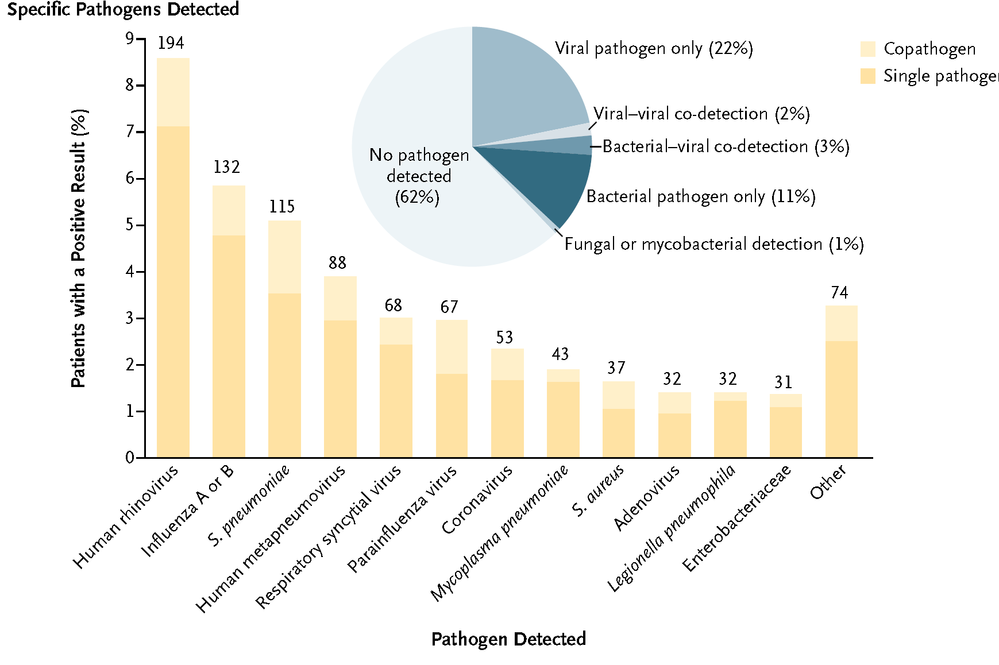 Specific Pathogens Detected
Patients with a Positive Result (%)
9
8
7
6
5
4
3
2
1
0
194
132
115
88
68
67
53
43
37
32
32
31
74
Viral pathogen only (22%)
Viral–viral co-detection (2%)
Bacterial–viral co-detection (3%)
Bacterial pathogen only (11%)
Fungal or mycobacterial detection (1%)
No pathogen
detected
(62%)
Copathogen
Single pathoge
Human rhinovirus
Influenza A or B
S. pneumoniae
Human metapneumovirus
Respiratory syncytial virus
Parainfluenza virus
Coronavirus
Mycoplasma pneumoniae
S. aureus
Adenovirus
Legionella pneumophila
Enterobacteriaceae
Other
Pathogen Detected